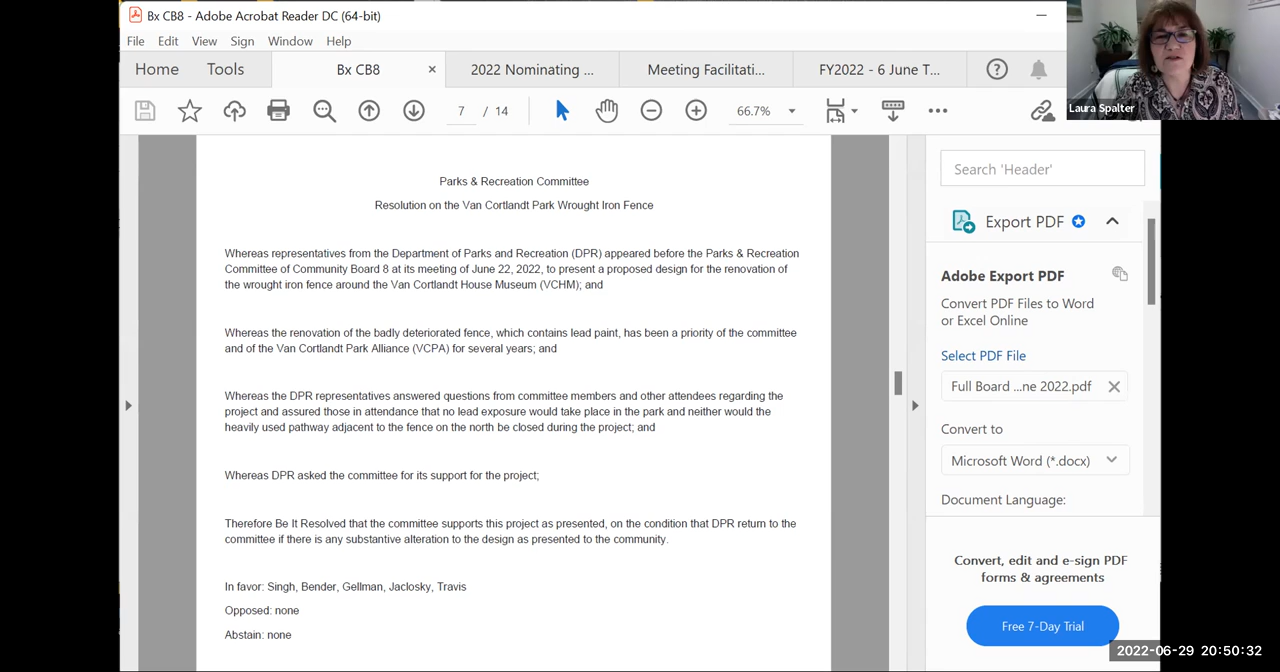 Bx CB8 - Adobe Acrobat Reader DC (64-bit)
File Edit View Sign Window Help
Home Tools Bx CB8 × 2022 Nominating ... Meeting Facilitati... FY2022 - 6 June T...
7 / 14 66.7%
Laura Spalter
Parks & Recreation Committee
Resolution on the Van Cortlandt Park Wrought Iron Fence
Whereas representatives from the Department of Parks and Recreation (DPR) appeared before the Parks & Recreation
Committee of Community Board 8 at its meeting of June 22, 2022, to present a proposed design for the renovation of
the wrought iron fence around the Van Cortlandt House Museum (VCHM); and
Whereas the renovation of the badly deteriorated fence, which contains lead paint, has been a priority of the committee
and of the Van Cortlandt Park Alliance (VCPA) for several years; and
Whereas the DPR representatives answered questions from committee members and other attendees regarding the
project and assured those in attendance that no lead exposure would take place in the park and neither would the
heavily used pathway adjacent to the fence on the north be closed during the project; and
Whereas DPR asked the committee for its support for the project;
Therefore Be It Resolved that the committee supports this project as presented, on the condition that DPR return to the
committee if there is any substantive alteration to the design as presented to the community.
In favor: Singh, Bender, Gellman, Jaclosky, Travis
Opposed: none
Abstain: none
Search 'Header'
Export PDF
Adobe Export PDF
Convert PDF Files to Word
or Excel Online
Select PDF File
Full Board ...ne 2022.pdf
Convert to
Microsoft Word (*.docx)
Document Language:
Convert, edit and e-sign PDF
forms & agreements
Free 7-Day Trial
2022-06-29 20:50:32